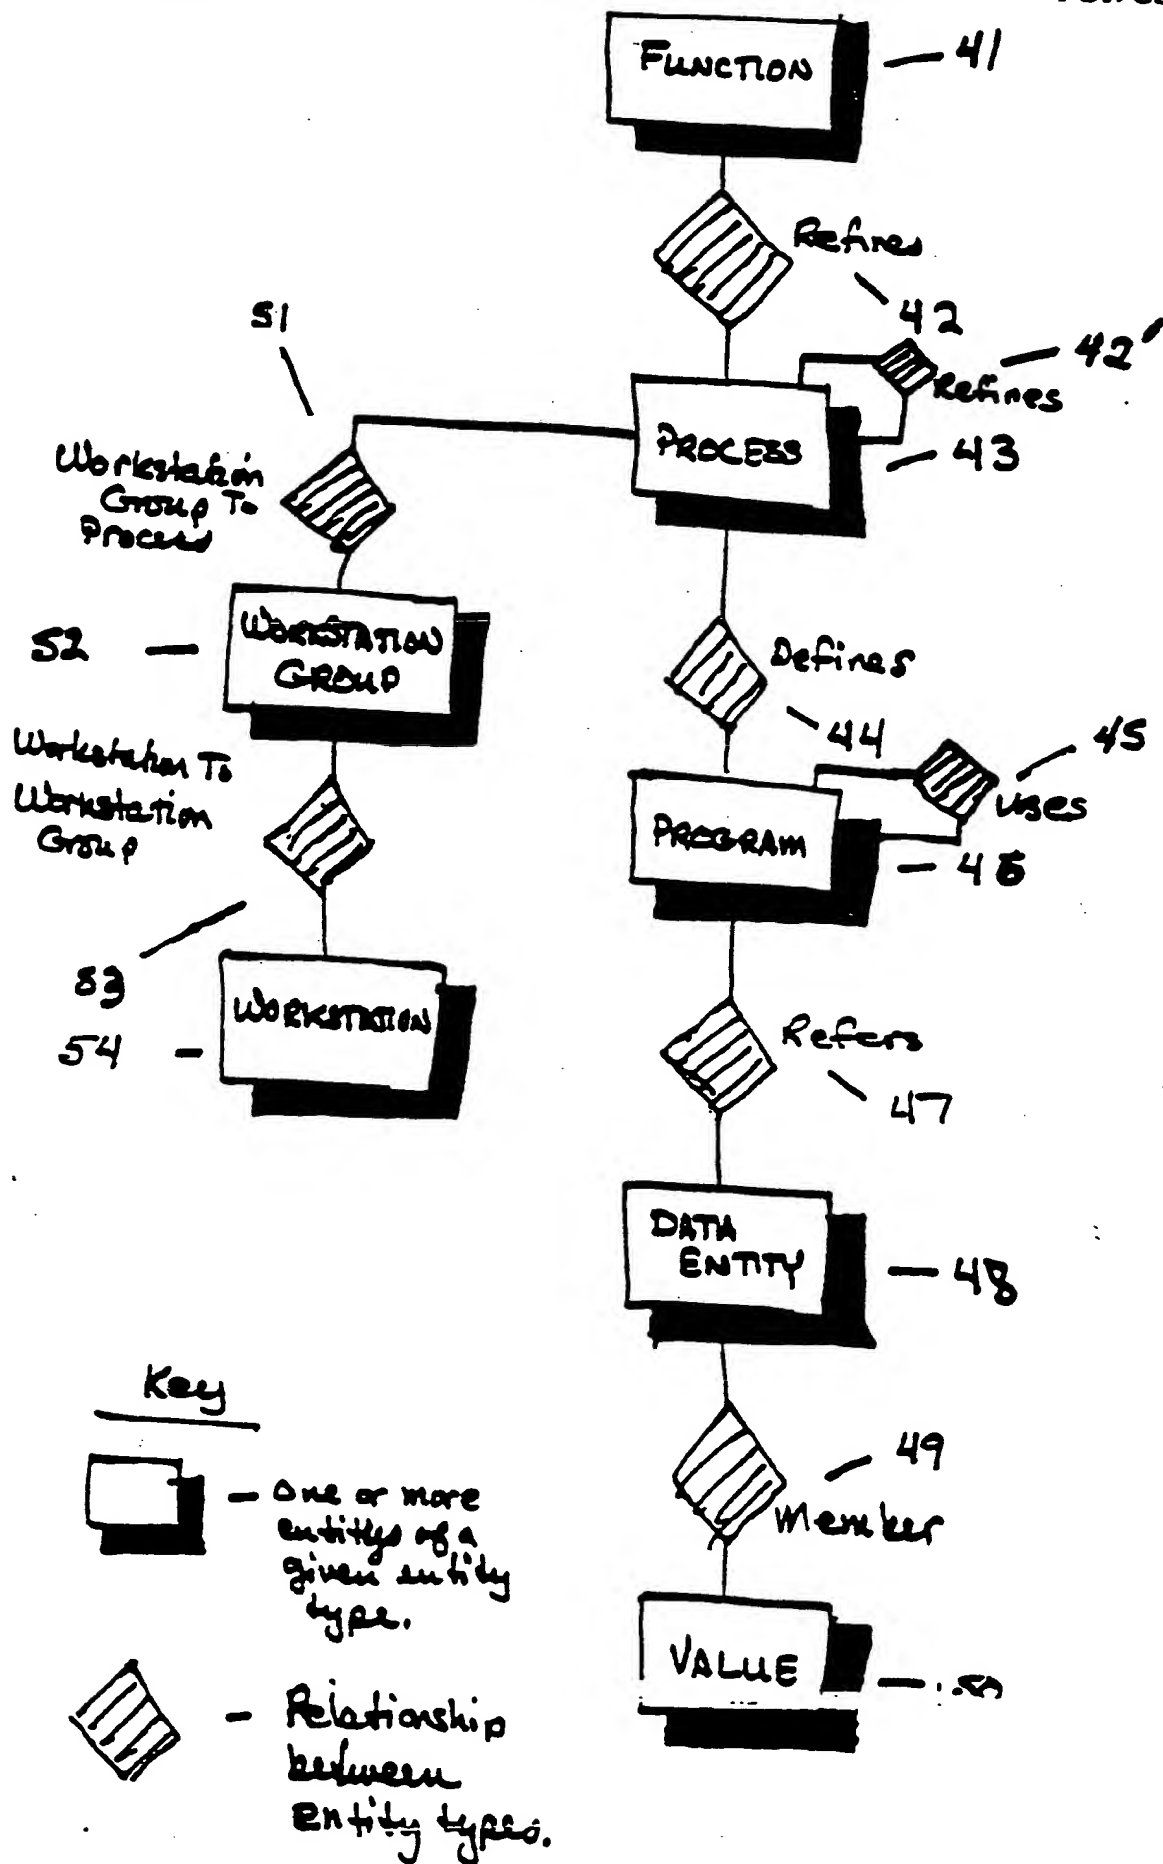 FUNCTION
41
Refines
42
42'
Refines
51
PROCESS
43
Workstation
Group To
Process
52
WORKSTATION
GROUP
Defines
44
45
uses
Workstation To
Workstation
Group
PROGRAM
46
53
54
WORKSTATION
Refers
47
DATA
ENTITY
48
Key
One or more
entitys of a
given entity
type.
49
Member
VALUE
50
Relationship
between
entity types.